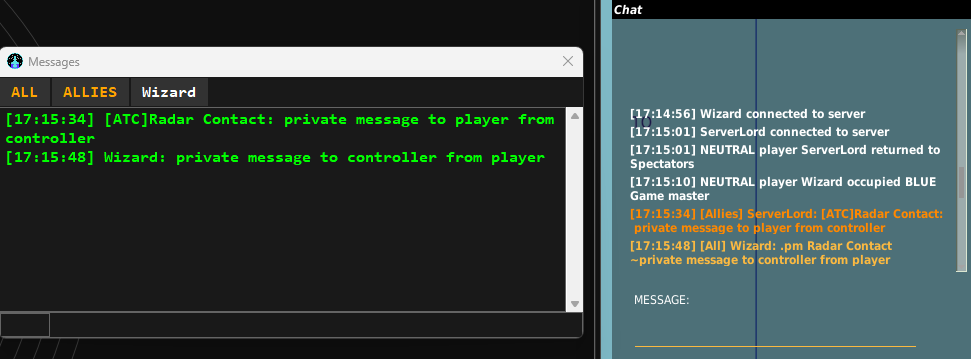 Messages
ALL ALLIES Wizard
[17:15:34] [ATC]Radar Contact: private message to player from
controller
[17:15:48] Wizard: private message to controller from player
Chat
[17:14:56] Wizard connected to server
[17:15:01] ServerLord connected to server
[17:15:01] NEUTRAL player ServerLord returned to
Spectators
[17:15:10] NEUTRAL player Wizard occupied BLUE
Game master
[17:15:34] [Allies] ServerLord: [ATC]Radar Contact:
private message to player from controller
[17:15:48] [All] Wizard: .pm Radar Contact
~private message to controller from player
MESSAGE: